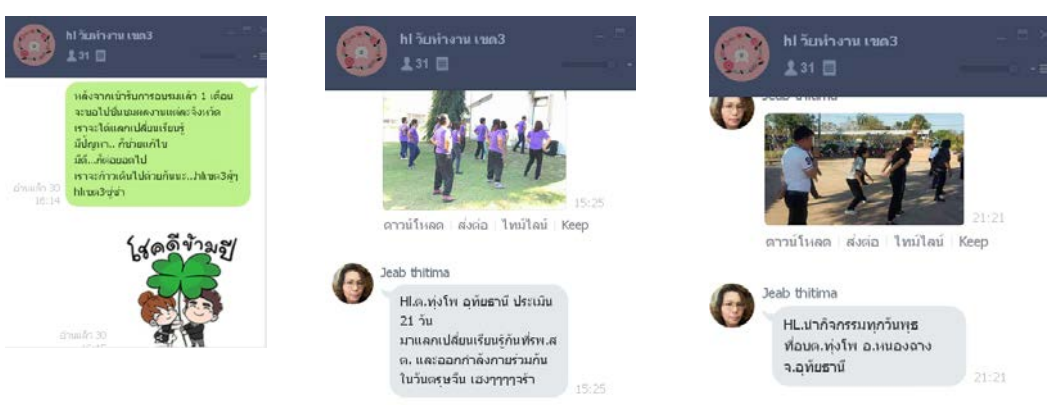 hl วัยทำงาน เขต3
31
หลังจากเข้ารับการอบรมแล้ว 1 เดือน
จะขอไปชื่นชมผลงานแต่ละจังหวัด
เราจะได้แลกเปลี่ยนเรียนรู้
มีปัญหา.. ก็ช่วยแก้ไข
มีดี...ก็ต่อยอดไป
เราจะก้าวเดินไปด้วยกันนะ..hlเขต3สู้ๆ
hlเขต3ซู่ซ่า
อ่านแล้ว 30
16:14
โชคดีข้ามปี
อ่านแล้ว 30
hl วัยทำงาน เขต3
31
15:25
ดาวน์โหลด ส่งต่อ ไทม์ไลน์ Keep
Jeab thitima
Hl.ต.ทุ่งโพ อุทัยธานี ประเมิน
21 วัน
มาแลกเปลี่ยนเรียนรู้กันที่รพ.ส
ต. และออกกำลังกายร่วมกัน
ในวันตรุษจีน เฮงๆๆๆๆจร้า
15:25
hl วัยทำงาน เขต3
31
Jeab thitima
21:21
ดาวน์โหลด ส่งต่อ ไทม์ไลน์ Keep
Jeab thitima
HL.นำกิจกรรมทุกวันพุธ
ที่อบต.ทุ่งโพ อ.หนองฉาง
จ.อุทัยธานี
21:21